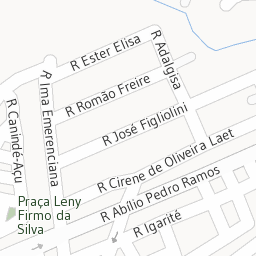 R Ester Elisa
R Adalgisa
R Romão Freire
R Ima Emerenciana
R José Figliolini
R Canindé-Açu
R Cirene de Oliveira Laet
R Abílio Pedro Ramos
Praça Leny
Firmo da
Silva
R Igarité